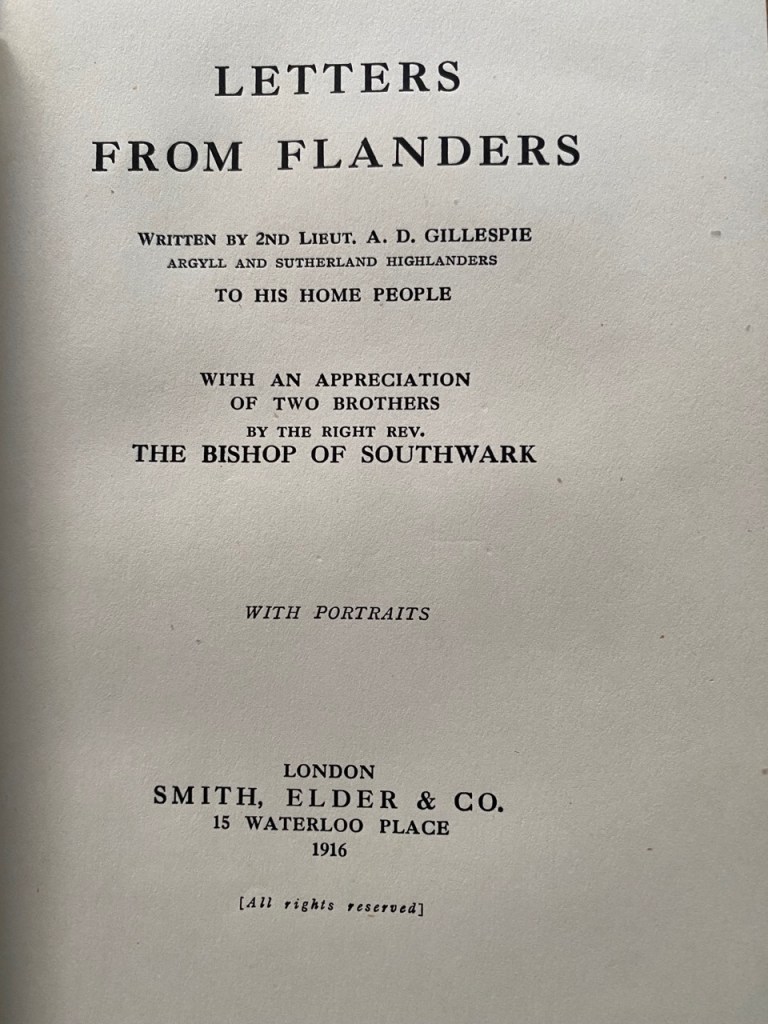 LETTERS
FROM FLANDERS
WRITTEN BY 2ND LIEUT. A. D. GILLESPIE
ARGYLL AND SUTHERLAND HIGHLANDERS
TO HIS HOME PEOPLE
WITH AN APPRECIATION
OF TWO BROTHERS
BY THE RIGHT REV.
THE BISHOP OF SOUTHWARK
WITH PORTRAITS
LONDON
SMITH, ELDER & CO.
15 WATERLOO PLACE
1916
[All rights reserved]